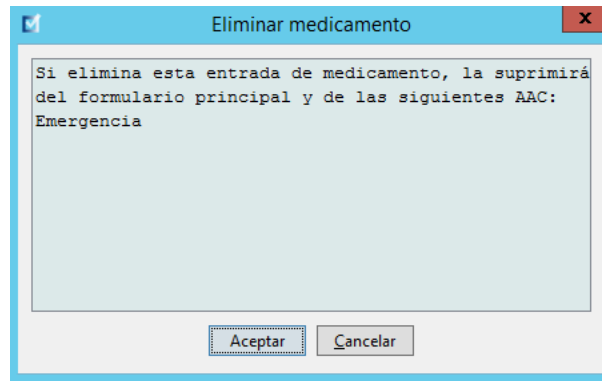 Eliminar medicamento
x
Si elimina esta entrada de medicamento, la suprimirá
del formulario principal y de las siguientes AAC:
Emergencia
Aceptar
Cancelar